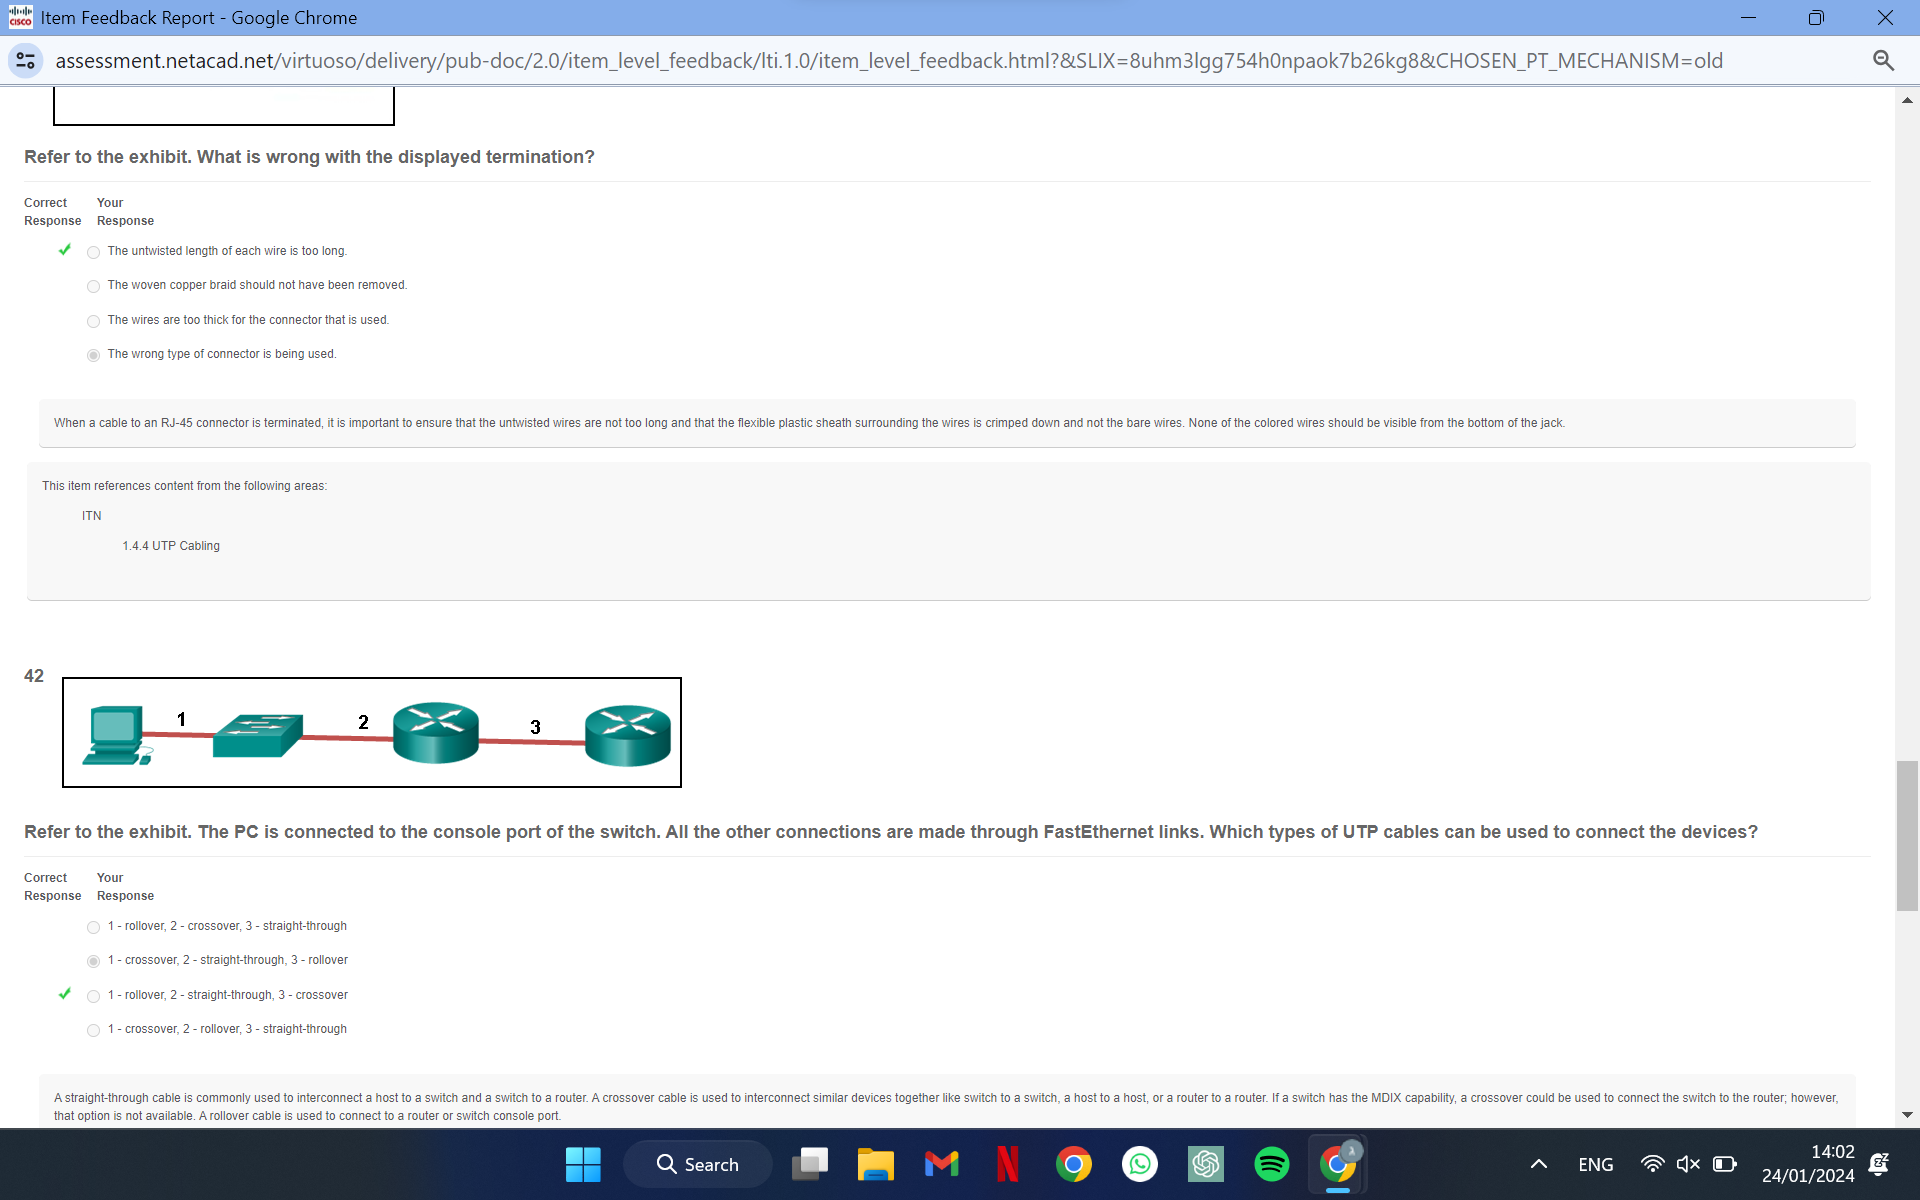 Item Feedback Report - Google Chrome
assessment.netacad.net/virtuoso/delivery/pub-doc/2.0/item_level_feedback/lti.1.0/item_level_feedback.html?&SLIX=8uhm3lgg754h0npaok7b26kg8&CHOSEN_PT_MECHANISM=old
Refer to the exhibit. What is wrong with the displayed termination?
Correct Your
Response Response
The untwisted length of each wire is too long.
The woven copper braid should not have been removed.
The wires are too thick for the connector that is used.
The wrong type of connector is being used.
When a cable to an RJ-45 connector is terminated, it is important to ensure that the untwisted wires are not too long and that the flexible plastic sheath surrounding the wires is crimped down and not the bare wires. None of the colored wires should be visible from the bottom of the jack.
This item references content from the following areas:
ITN
1.4.4 UTP Cabling
42
1 2 3
Refer to the exhibit. The PC is connected to the console port of the switch. All the other connections are made through FastEthernet links. Which types of UTP cables can be used to connect the devices?
Correct Your
Response Response
1 - rollover, 2 - crossover, 3 - straight-through
1 - crossover, 2 - straight-through, 3 - rollover
1 - rollover, 2 - straight-through, 3 - crossover
1 - crossover, 2 - rollover, 3 - straight-through
A straight-through cable is commonly used to interconnect a host to a switch and a switch to a router. A crossover cable is used to interconnect similar devices together like switch to a switch, a host to a host, or a router to a router. If a switch has the MDIX capability, a crossover could be used to connect the switch to the router; however,
that option is not available. A rollover cable is used to connect to a router or switch console port.
Search
ENG
14:02
24/01/2024